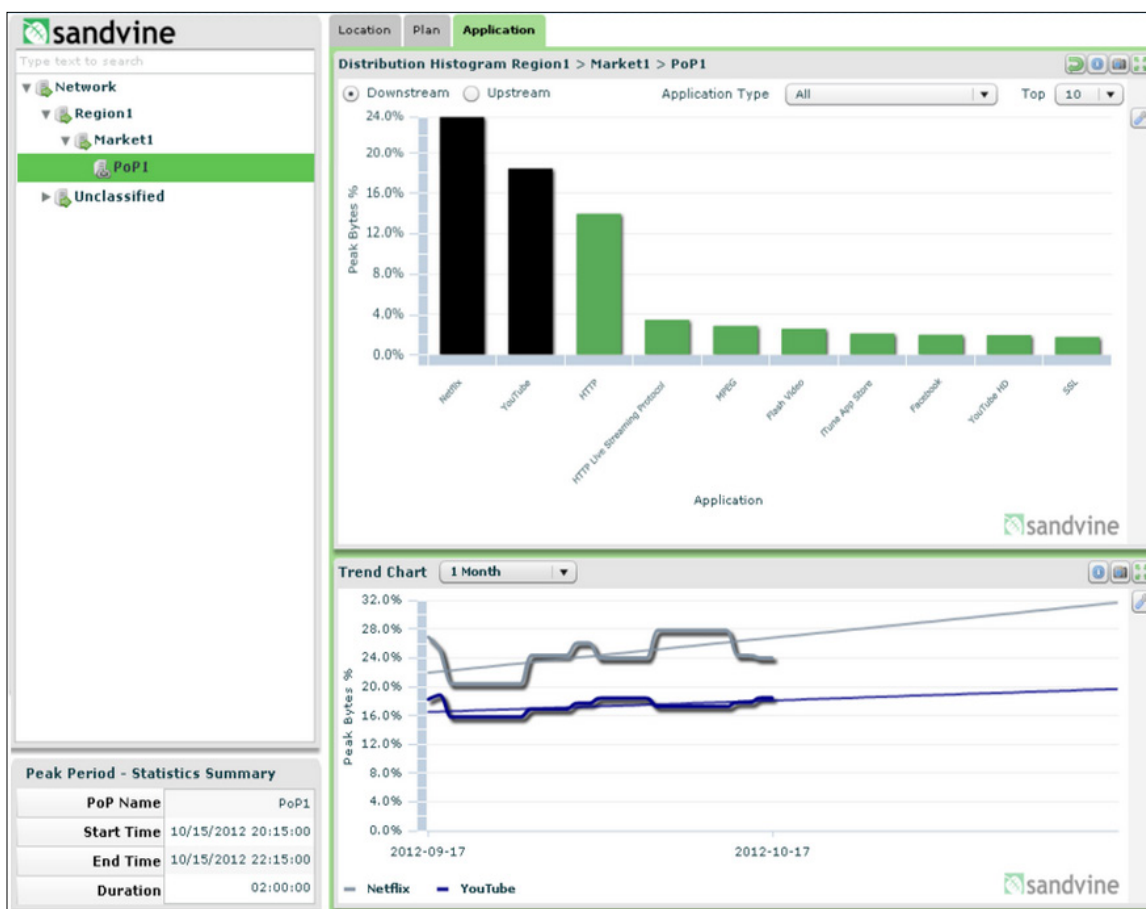 sandvine
Type text to search
Network
Region1
Market1
PoP1
Unclassified
Peak Period - Statistics Summary
PoP Name PoP1
Start Time 10/15/2012 20:15:00
End Time 10/15/2012 22:15:00
Duration 02:00:00
Location Plan Application
Distribution Histogram Region1 > Market1 > PoP1
Downstream Upstream Application Type All Top 10
24.0%
20.0%
16.0%
12.0%
8.0%
4.0%
0.0%
Peak Bytes %
Netflix
YouTube
HTTP
HTTP Live Streaming Protocol
MPEG
Flash Video
ITune App Store
Facebook
YouTube HD
SSL
Application
sandvine
Trend Chart 1 Month
32.0%
28.0%
24.0%
20.0%
16.0%
12.0%
8.0%
4.0%
0.0%
Peak Bytes %
2012-09-17 2012-10-17
Netflix YouTube
sandvine